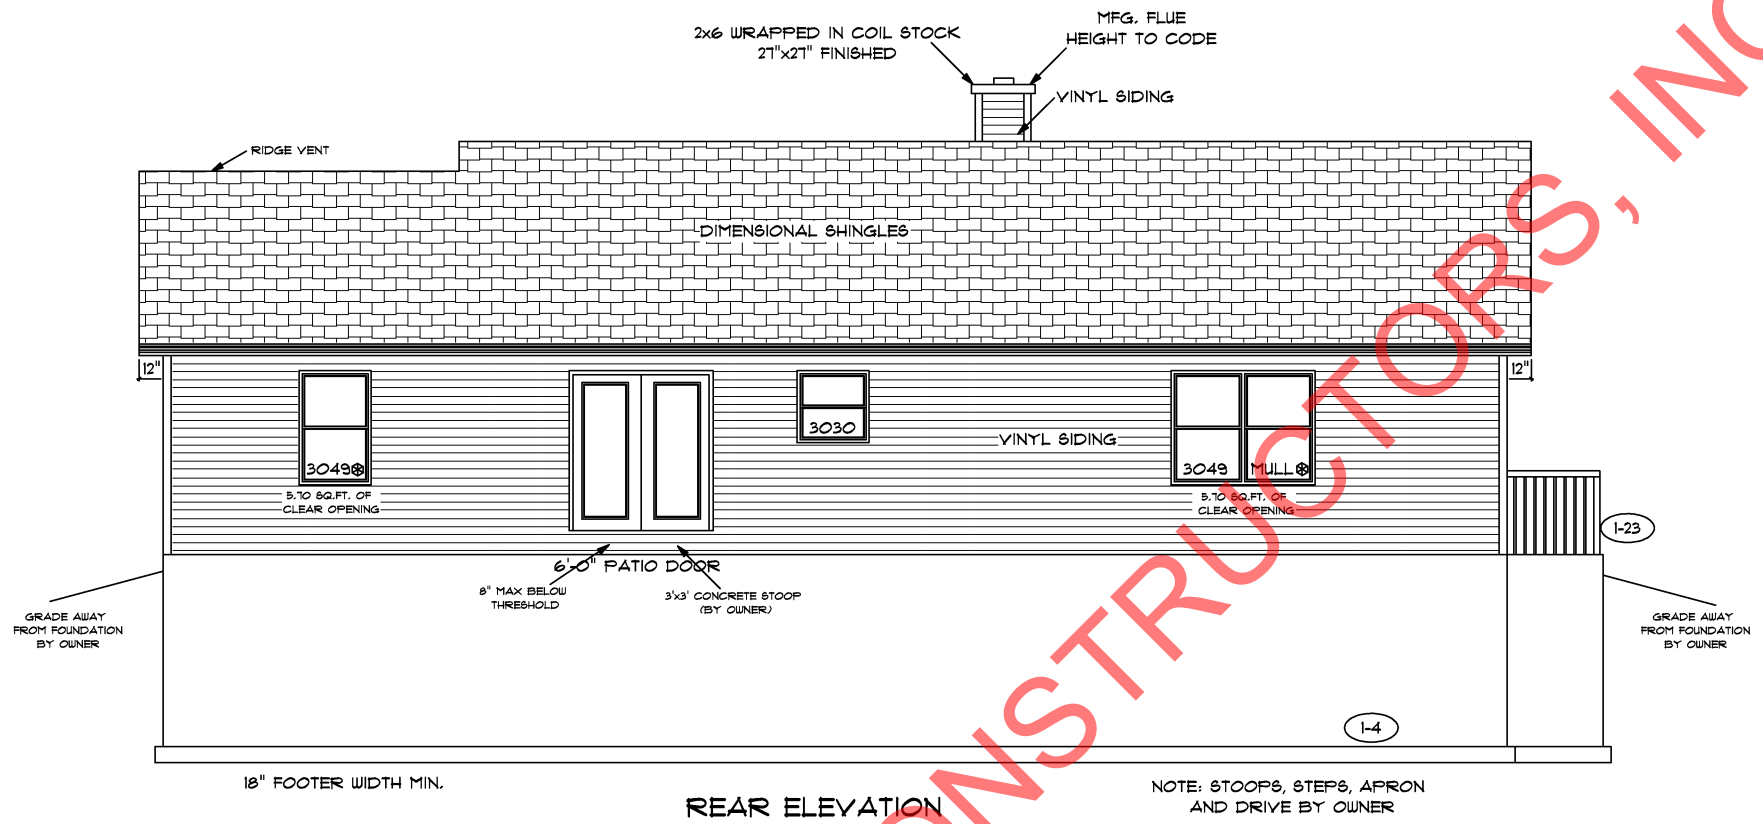 MFG. FLUE
HEIGHT TO CODE
2x6 WRAPPED IN COIL STOCK
27"x27" FINISHED
VINYL SIDING
RIDGE VENT
DIMENSIONAL SHINGLES
12"
12"
3030
VINYL SIDING
3049
3049
MULL
5.70 SQ.FT. OF
CLEAR OPENING
5.70 SQ.FT. OF
CLEAR OPENING
1-23
6'-0" PATIO DOOR
8" MAX BELOW
THRESHOLD
3'x3' CONCRETE STOOP
(BY OWNER)
GRADE AWAY
FROM FOUNDATION
BY OWNER
GRADE AWAY
FROM FOUNDATION
BY OWNER
1-4
18" FOOTER WIDTH MIN.
REAR ELEVATION
NOTE: STOOPS, STEPS, APRON
AND DRIVE BY OWNER
ONSTRUCTORS, INC